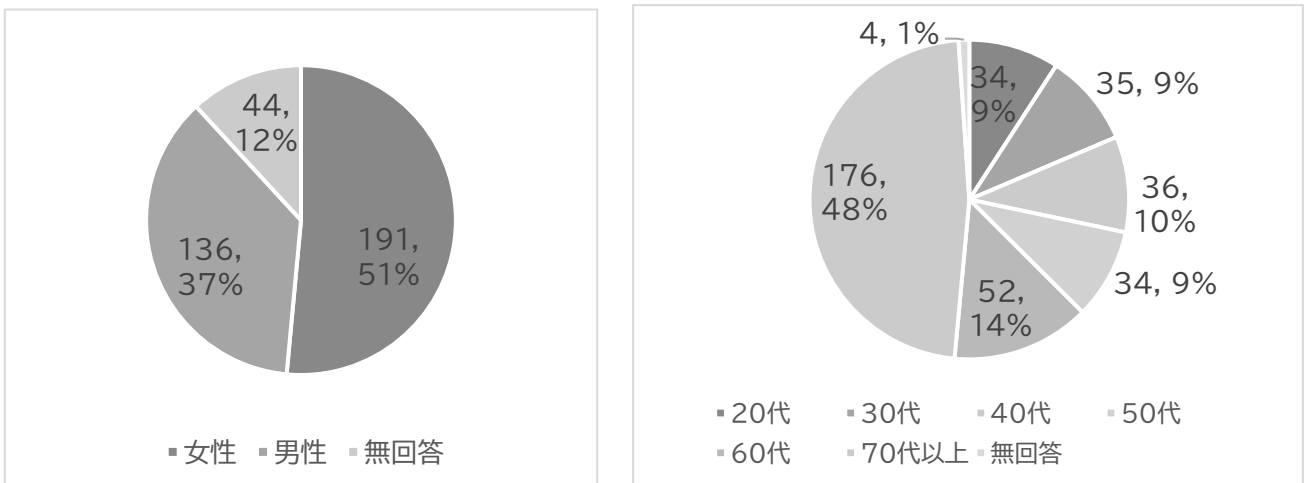 44,
12%
136,
37%
191,
51%
女性
男性
無回答
4, 1%
34,
9%
35, 9%
176,
48%
36,
10%
34, 9%
52,
14%
20代
30代
40代
50代
60代
70代以上
無回答